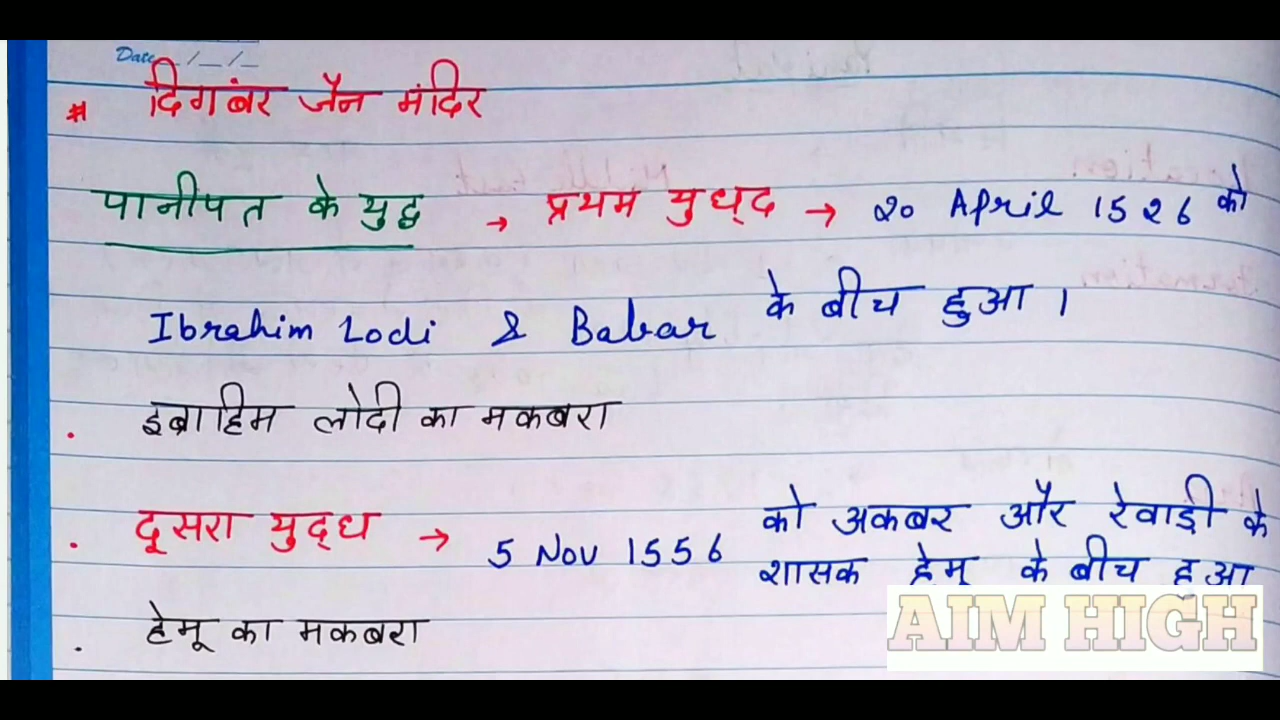 Date __/__/__
# दिगंबर जैन मंदिर
पानीपत के युद्ध → प्रथम युध्द → 20 April 1526 को
Ibrahim Lodi & Babar के बीच हुआ ।
. इब्राहिम लोदी का मकबरा
. दूसरा युद्ध → 5 Nov 1556 को अकबर और रेवाड़ी के
शासक हेमू के बीच हुआ
. हेमू का मकबरा
AIM HIGH